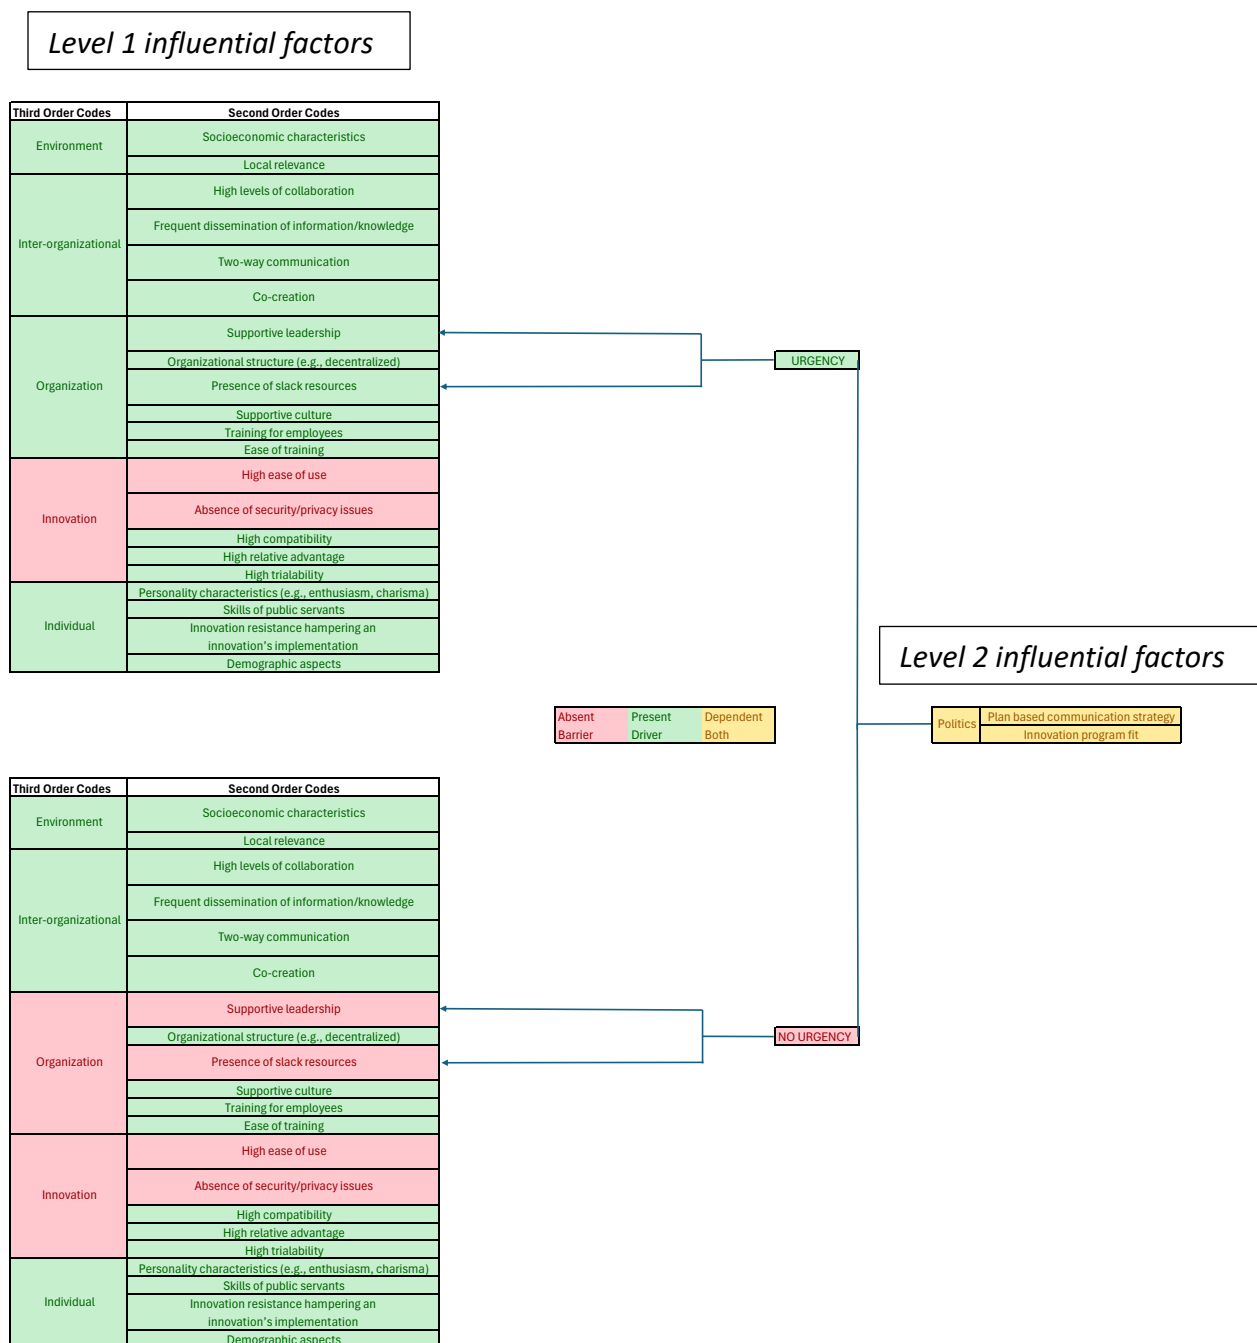 Level 1 influential factors
Third Order Codes
Second Order Codes
Environment
Socioeconomic characteristics
Local relevance
Inter-organizational
High levels of collaboration
Frequent dissemination of information/knowledge
Two-way communication
Co-creation
Organization
Supportive leadership
Organizational structure (e.g., decentralized)
Presence of slack resources
Supportive culture
Training for employees
Ease of training
Innovation
High ease of use
Absence of security/privacy issues
High compatibility
High relative advantage
High trialability
Individual
Personality characteristics (e.g., enthusiasm, charisma)
Skills of public servants
Innovation resistance hampering an
innovation's implementation
Demographic aspects
URGENCY
Level 2 influential factors
Absent Present Dependent
Barrier Driver Both
Politics
Plan based communication strategy
Innovation program fit
Third Order Codes
Second Order Codes
Environment
Socioeconomic characteristics
Local relevance
Inter-organizational
High levels of collaboration
Frequent dissemination of information/knowledge
Two-way communication
Co-creation
Organization
Supportive leadership
Organizational structure (e.g., decentralized)
Presence of slack resources
Supportive culture
Training for employees
Ease of training
NO URGENCY
Innovation
High ease of use
Absence of security/privacy issues
High compatibility
High relative advantage
High trialability
Individual
Personality characteristics (e.g., enthusiasm, charisma)
Skills of public servants
Innovation resistance hampering an
innovation's implementation
Demographic aspects